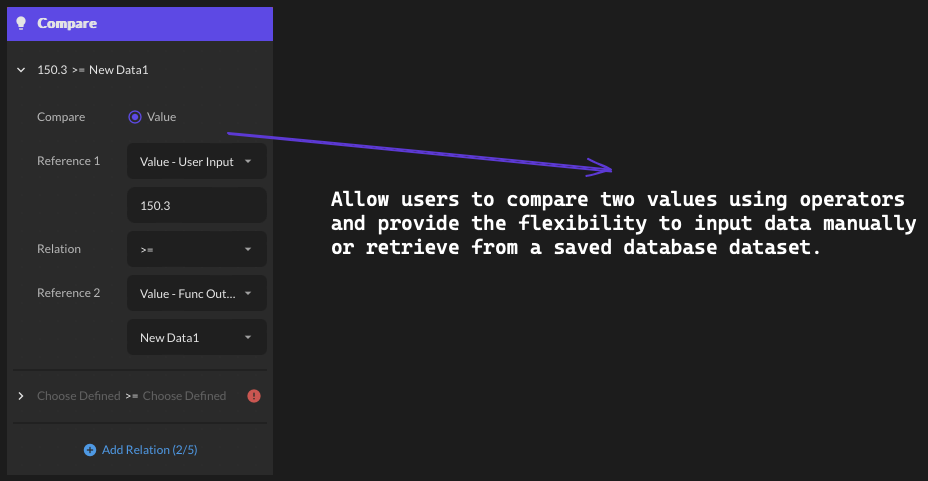 Compare
150.3 >= New Data1
Compare Value
Reference 1 Value - User Input
150.3
Relation >=
Reference 2 Value - Func Out...
New Data1
Choose Defined >= Choose Defined
Add Relation (2/5)
Allow users to compare two values using operators
and provide the flexibility to input data manually
or retrieve from a saved database dataset.